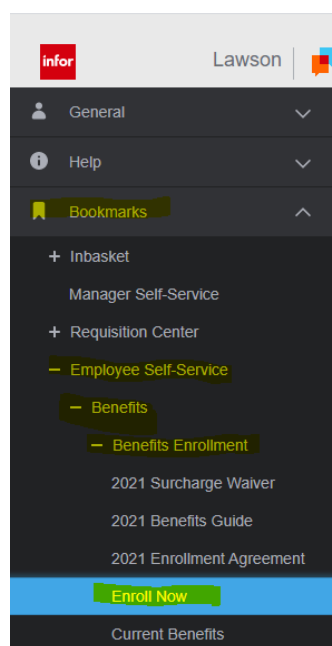 infor
Lawson
General
Help
Bookmarks
+ Inbasket
Manager Self-Service
+ Requisition Center
− Employee Self-Service
− Benefits
− Benefits Enrollment
2021 Surcharge Waiver
2021 Benefits Guide
2021 Enrollment Agreement
Enroll Now
Current Benefits